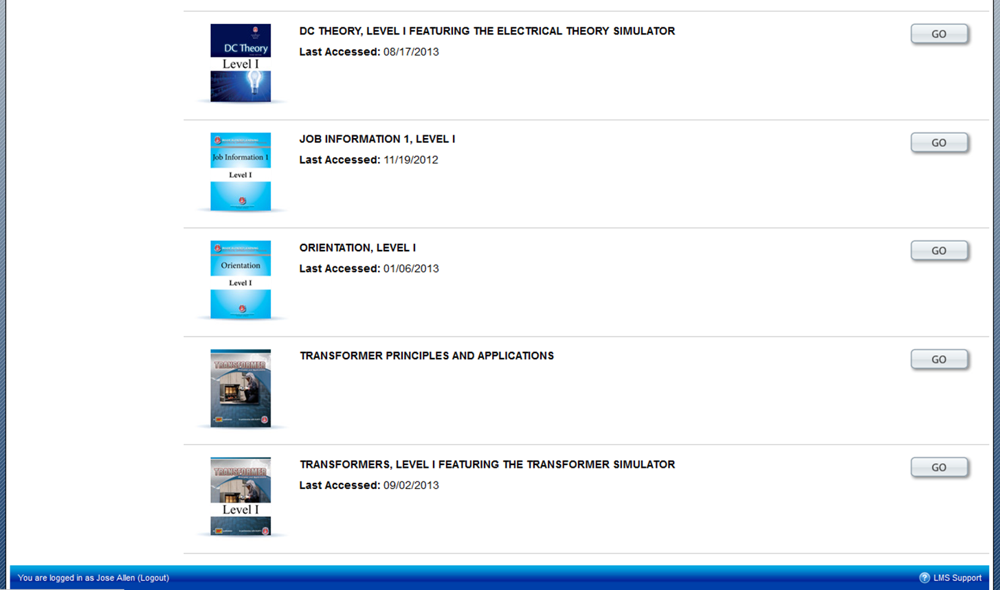 DC Theory
Level I
DC THEORY, LEVEL I FEATURING THE ELECTRICAL THEORY SIMULATOR
Last Accessed: 08/17/2013
GO
Job Information 1
Level I
JOB INFORMATION 1, LEVEL I
Last Accessed: 11/19/2012
GO
Orientation
Level I
ORIENTATION, LEVEL I
Last Accessed: 01/06/2013
GO
TRANSFORMER
TRANSFORMER PRINCIPLES AND APPLICATIONS
GO
TRANSFORMER
Level I
TRANSFORMERS, LEVEL I FEATURING THE TRANSFORMER SIMULATOR
Last Accessed: 09/02/2013
GO
You are logged in as Jose Allen (Logout)
? LMS Support